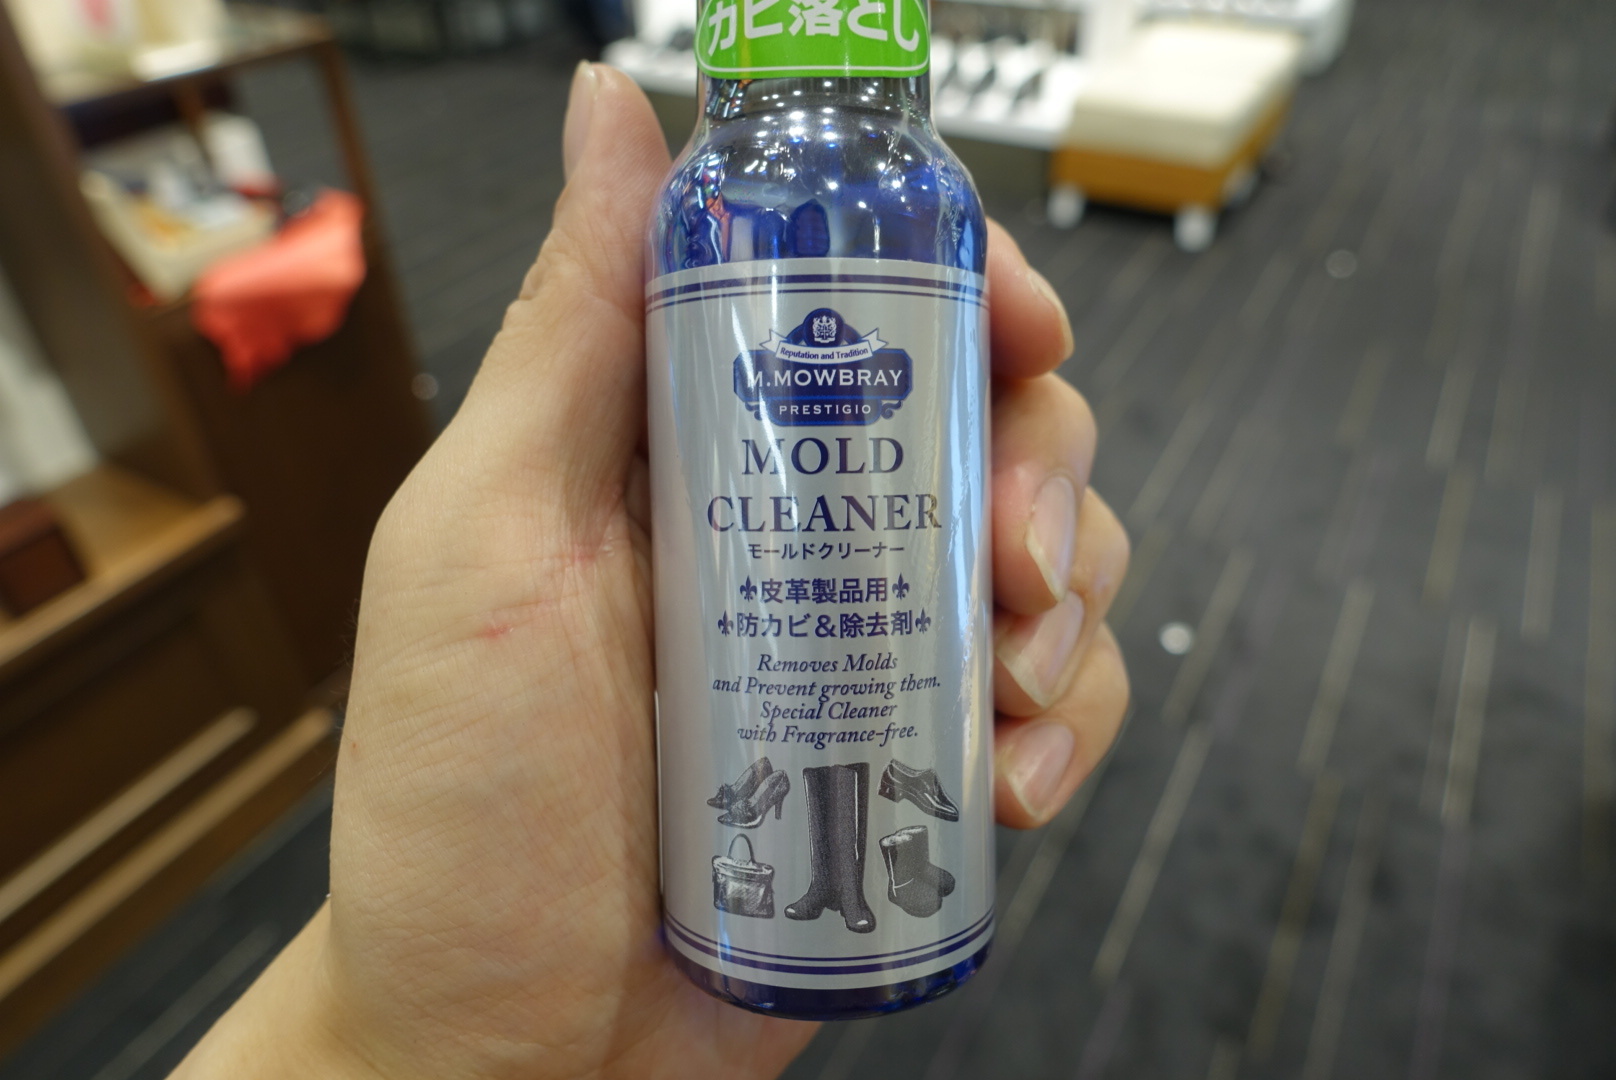 カビ落とし
Reputation and Tradition
M.MOWBRAY
PRESTIGIO
MOLD
CLEANER
モールドクリーナー
皮革製品用
防カビ&除去剤
Removes Molds
and Prevent growing them.
Special Cleaner
with Fragrance-free.